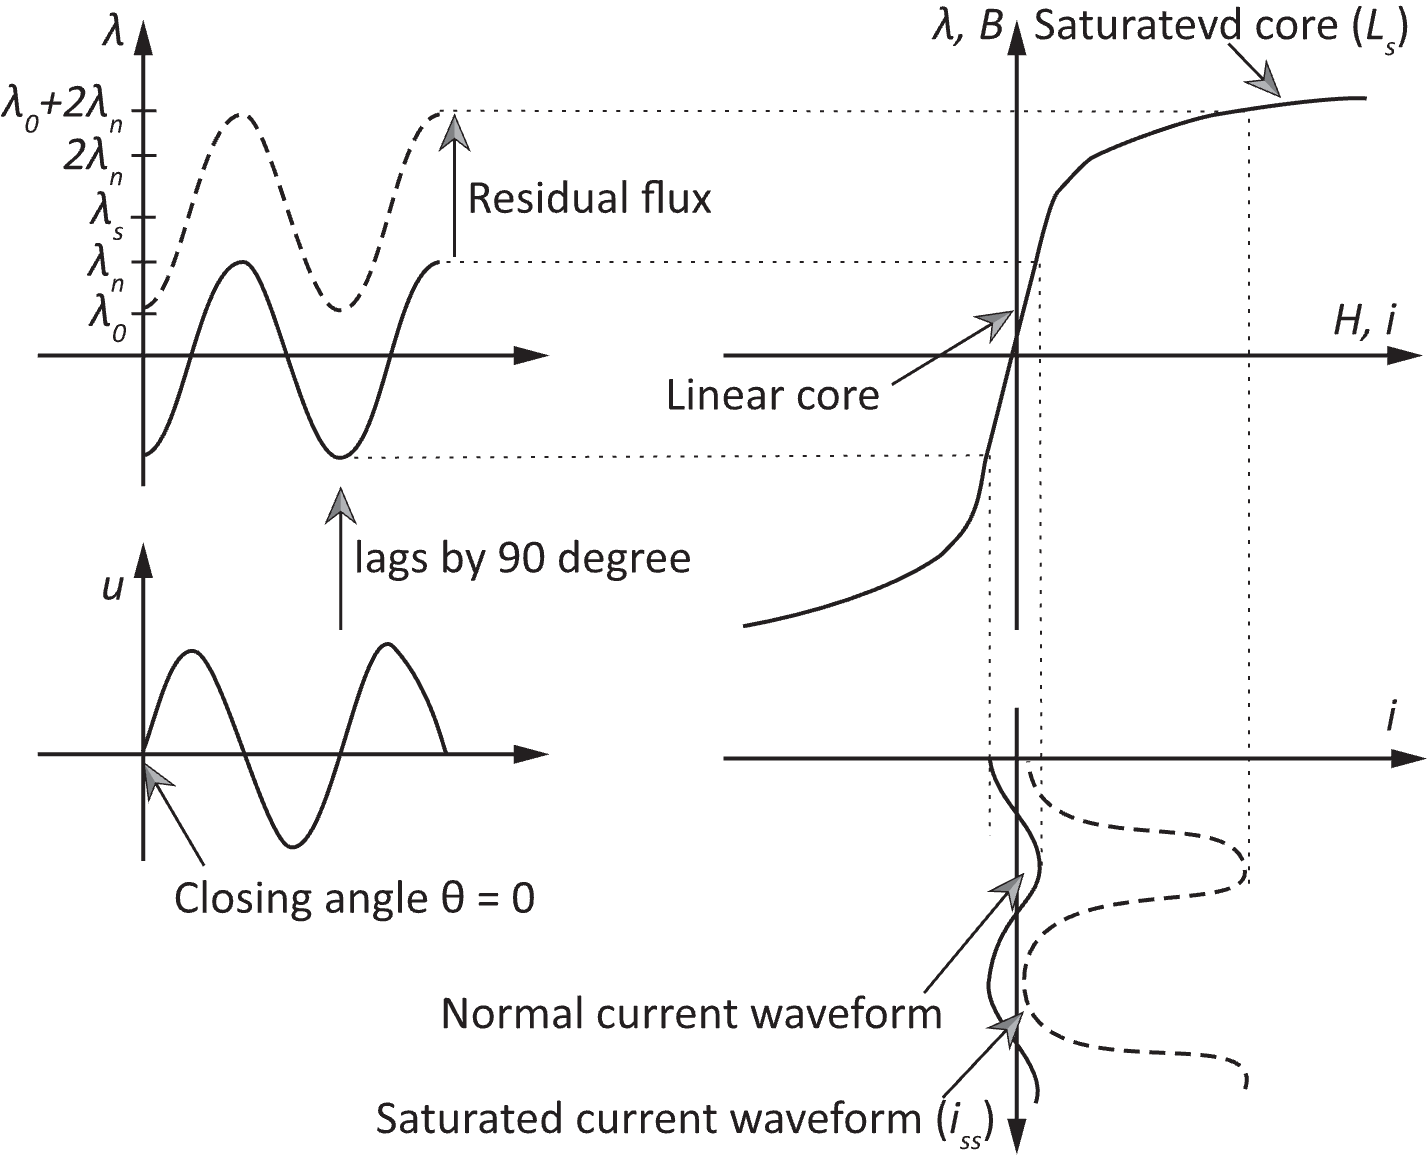 λ
λ0+2λn
2λn
λs
λn
λ0
Residual flux
lags by 90 degree
u
Closing angle θ = 0
λ, B
Saturatevd core (Ls)
H, i
Linear core
i
Normal current waveform
Saturated current waveform (iss)